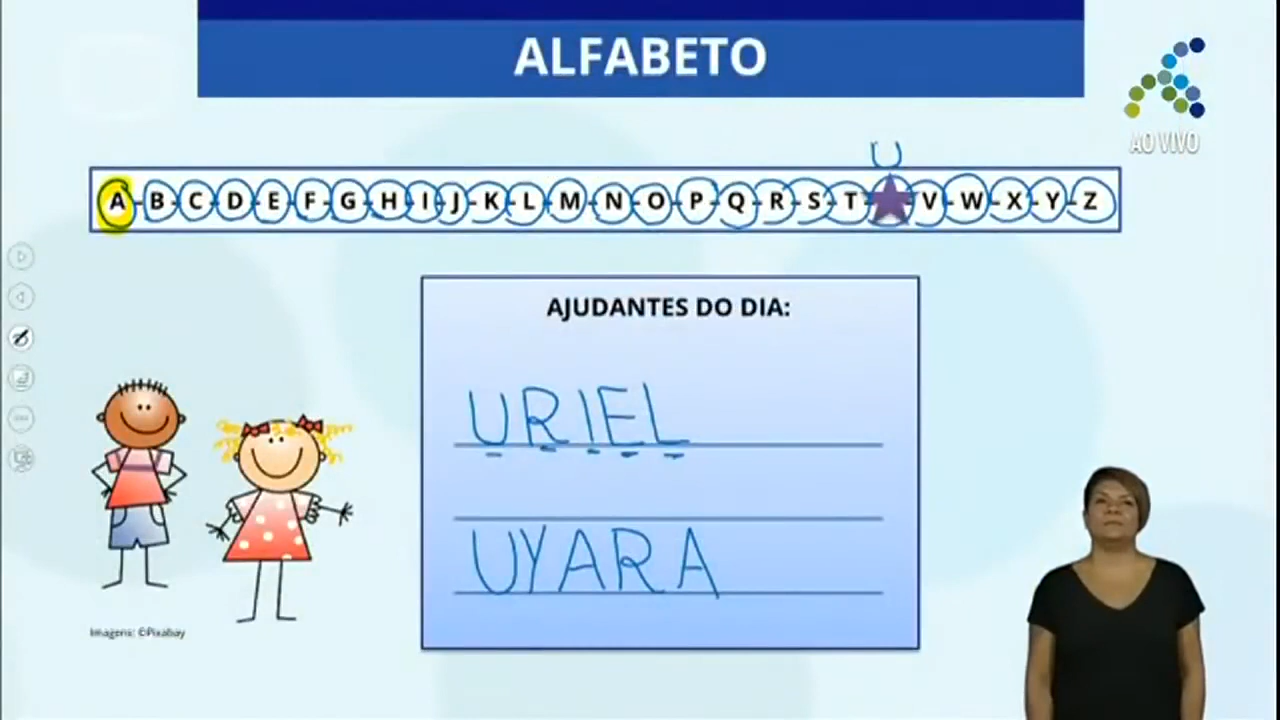 ALFABETO
AO VIVO
U
A-B-C-D-E-F-G-H-I-J-K-L-M-N-O-P-Q-R-S-T-★-V-W-X-Y-Z
AJUDANTES DO DIA:
URIEL
UYARA
Imagens: ©Pixabay